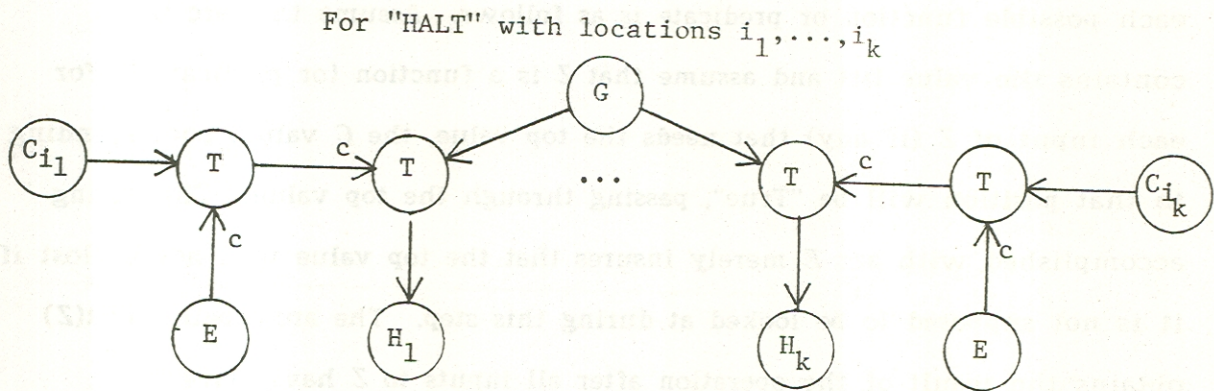 For "HALT" with locations i₁,...,iₖ
G
Cᵢ₁ T c T ... T c T Cᵢₖ
c c
E H₁ Hₖ E